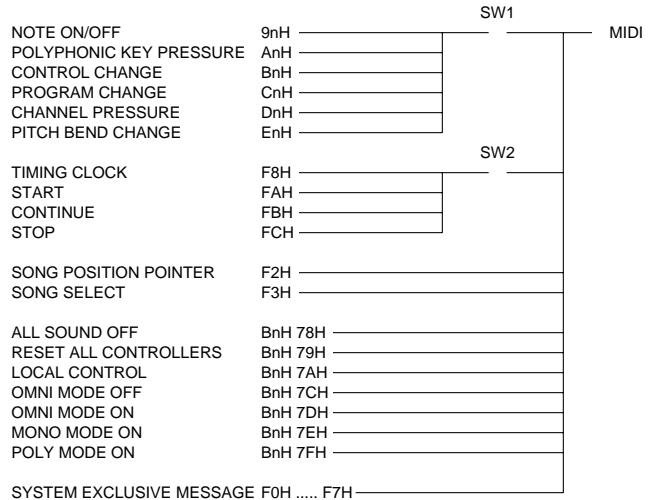 SW1
NOTE ON/OFF 9nH MIDI
POLYPHONIC KEY PRESSURE AnH
CONTROL CHANGE BnH
PROGRAM CHANGE CnH
CHANNEL PRESSURE DnH
PITCH BEND CHANGE EnH
SW2
TIMING CLOCK F8H
START FAH
CONTINUE FBH
STOP FCH
SONG POSITION POINTER F2H
SONG SELECT F3H
ALL SOUND OFF BnH 78H
RESET ALL CONTROLLERS BnH 79H
LOCAL CONTROL BnH 7AH
OMNI MODE OFF BnH 7CH
OMNI MODE ON BnH 7DH
MONO MODE ON BnH 7EH
POLY MODE ON BnH 7FH
SYSTEM EXCLUSIVE MESSAGE F0H ..... F7H